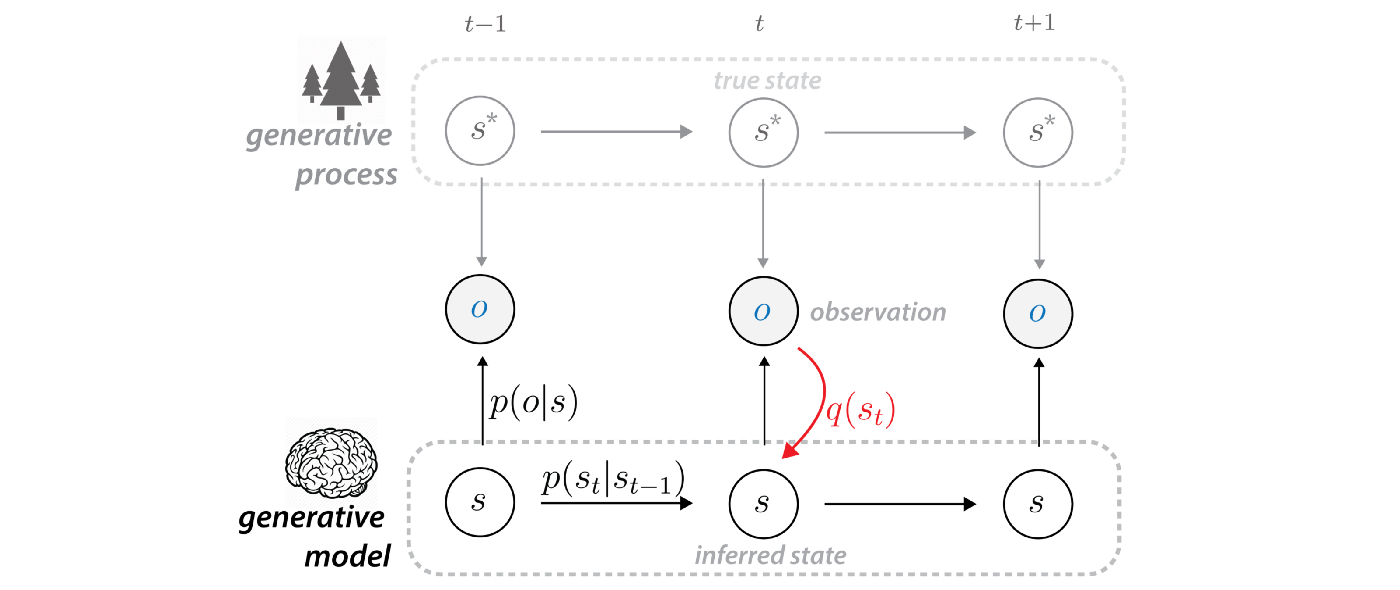 t−1 t t+1
true state
s* s* s*
generative
process
o o observation o
p(o|s) q(s_t)
p(s_t|s_{t−1})
s s s
generative
model
inferred state